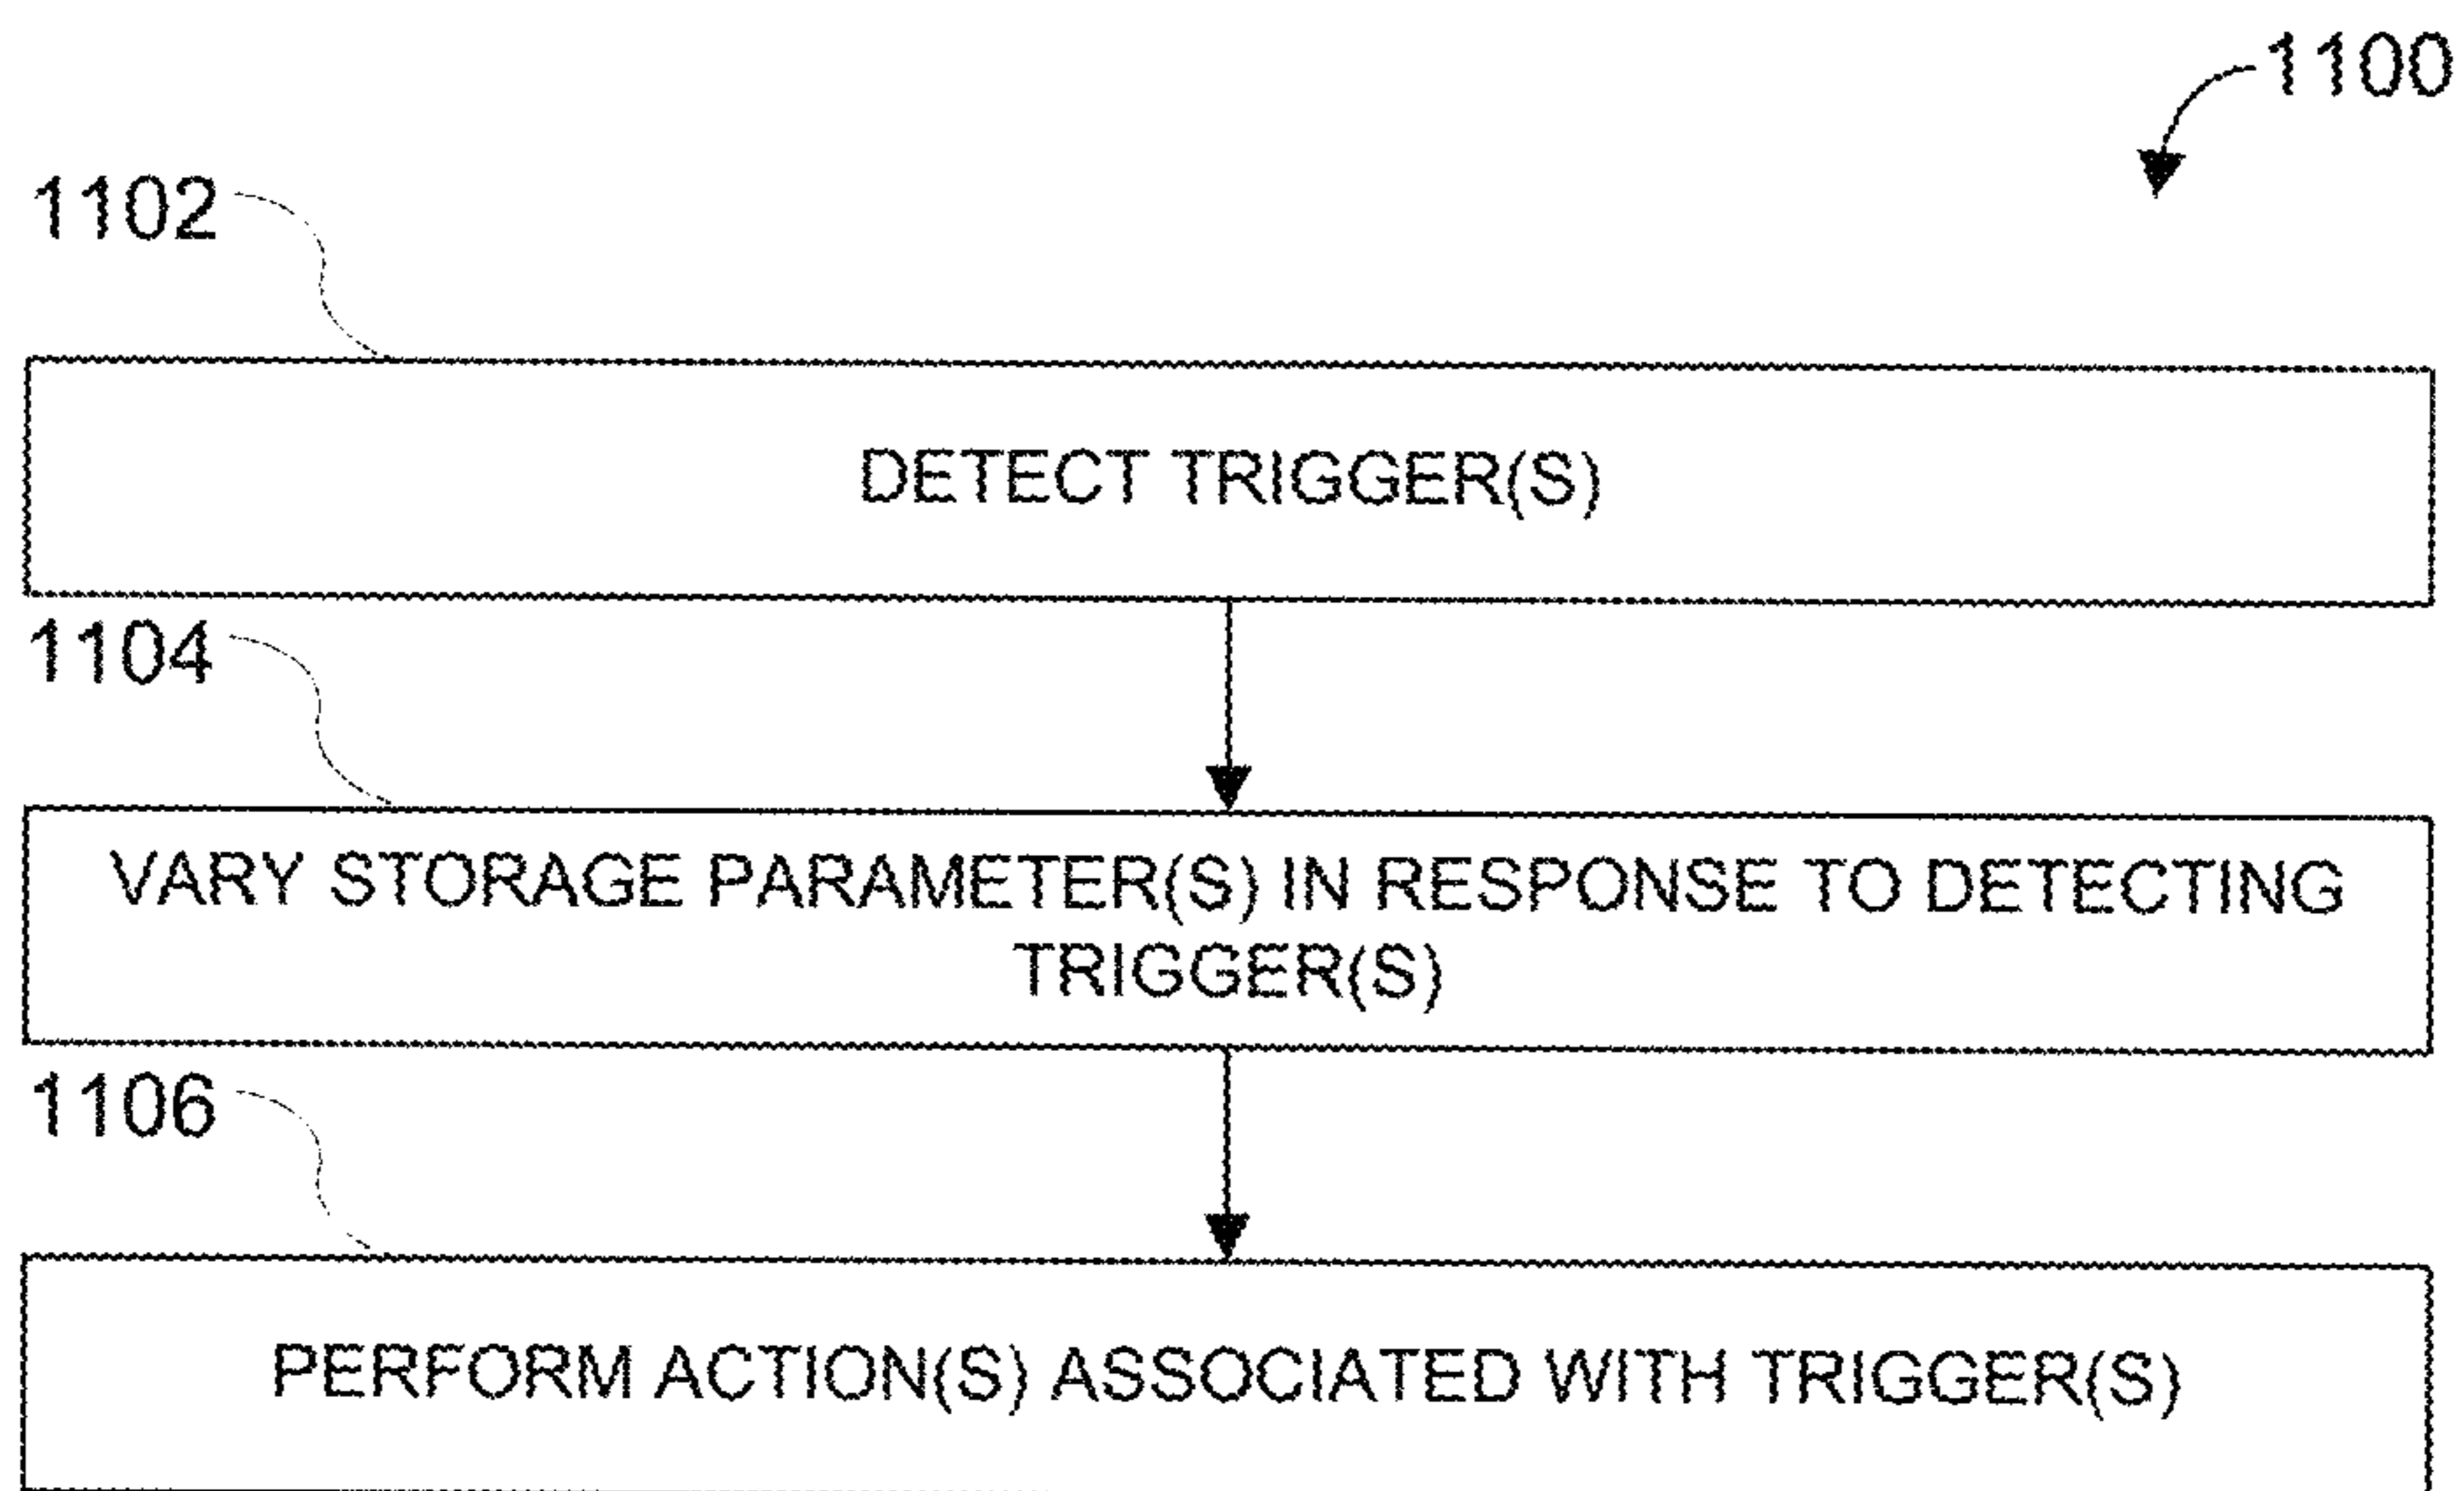 1100
1102
DETECT TRIGGER(S)
1104
VARY STORAGE PARAMETER(S) IN RESPONSE TO DETECTING
TRIGGER(S)
1106
PERFORM ACTION(S) ASSOCIATED WITH TRIGGER(S)